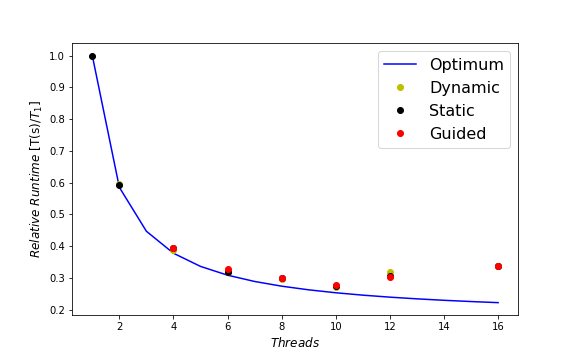 1.0
0.9
0.8
0.7
0.6
0.5
0.4
0.3
0.2
Relative Runtime [T(s)/T₁]
Optimum
Dynamic
Static
Guided
2 4 6 8 10 12 14 16
Threads